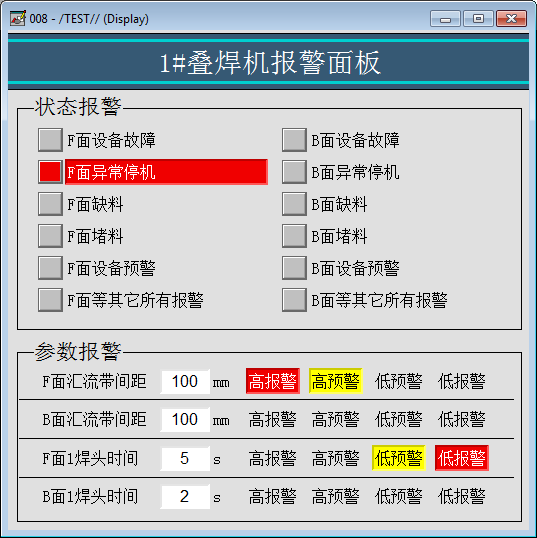 008 - /TEST// (Display)
1#叠焊机报警面板
状态报警
F面设备故障 B面设备故障
F面异常停机 B面异常停机
F面缺料 B面缺料
F面堵料 B面堵料
F面设备预警 B面设备预警
F面等其它所有报警 B面等其它所有报警
参数报警
F面汇流带间距 100 mm 高报警 高预警 低预警 低报警
B面汇流带间距 100 mm 高报警 高预警 低预警 低报警
F面1焊头时间 5 s 高报警 高预警 低预警 低报警
B面1焊头时间 2 s 高报警 高预警 低预警 低报警